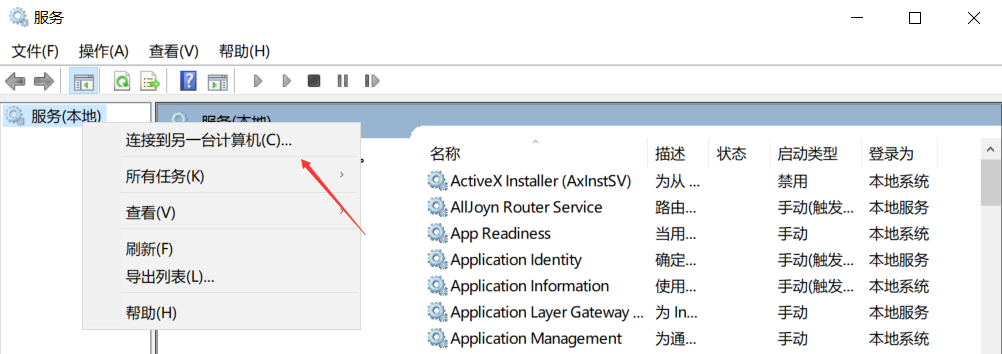 服务
文件(F) 操作(A) 查看(V) 帮助(H)
服务(本地)
服务(本地)
连接到另一台计算机(C)...
所有任务(K)
查看(V)
刷新(F)
导出列表(L)...
帮助(H)
名称 描述 状态 启动类型 登录为
ActiveX Installer (AxInstSV) 为从 ... 禁用 本地系统
AllJoyn Router Service 路由... 手动(触发... 本地服务
App Readiness 当用... 手动 本地系统
Application Identity 确定... 手动(触发... 本地服务
Application Information 使用... 手动(触发... 本地系统
Application Layer Gateway ... 为 In... 手动 本地服务
Application Management 为通... 手动 本地系统